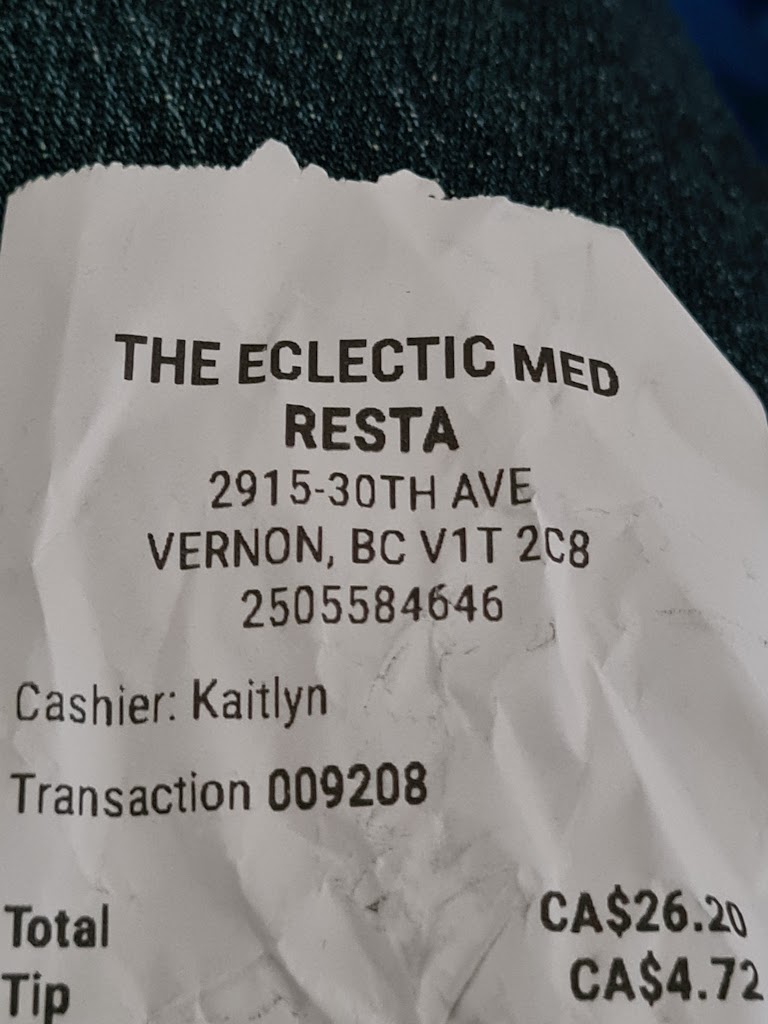 THE ECLECTIC MED
RESTA
2915-30TH AVE
VERNON, BC V1T 2C8
2505584646
Cashier: Kaitlyn
Transaction 009208
Total CA$26.20
Tip CA$4.72